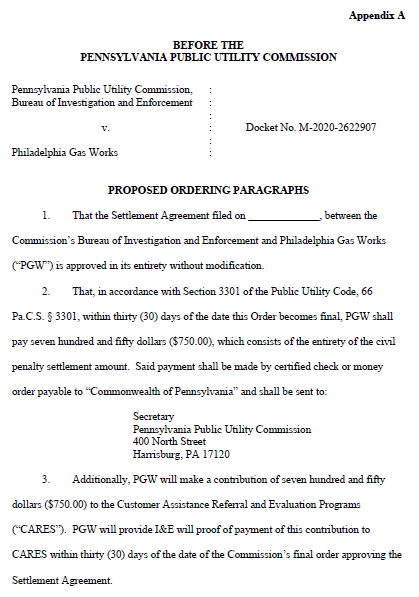 Appendix A
BEFORE THE
PENNSYLVANIA PUBLIC UTILITY COMMISSION
Pennsylvania Public Utility Commission, :
Bureau of Investigation and Enforcement :
:
v. : Docket No. M-2020-2622907
:
Philadelphia Gas Works :
PROPOSED ORDERING PARAGRAPHS
1. That the Settlement Agreement filed on ______________, between the
Commission's Bureau of Investigation and Enforcement and Philadelphia Gas Works
("PGW") is approved in its entirety without modification.
2. That, in accordance with Section 3301 of the Public Utility Code, 66
Pa.C.S. § 3301, within thirty (30) days of the date this Order becomes final, PGW shall
pay seven hundred and fifty dollars ($750.00), which consists of the entirety of the civil
penalty settlement amount. Said payment shall be made by certified check or money
order payable to "Commonwealth of Pennsylvania" and shall be sent to:
Secretary
Pennsylvania Public Utility Commission
400 North Street
Harrisburg, PA 17120
3. Additionally, PGW will make a contribution of seven hundred and fifty
dollars ($750.00) to the Customer Assistance Referral and Evaluation Programs
("CARES"). PGW will provide I&E will proof of payment of this contribution to
CARES within thirty (30) days of the date of the Commission's final order approving the
Settlement Agreement.